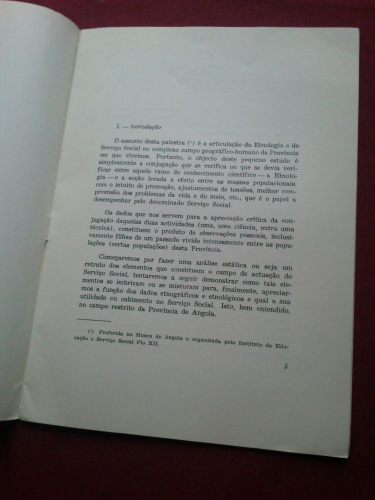 1. — Introdução
O assunto desta palestra (¹) é a articulação da Etnologia e do
Serviço Social no complexo campo geográfico-humano da Província
em que vivemos. Portanto, o objecto deste pequeno estudo é
simplesmente a conjugação que se verifica ou que se devia veri-
ficar entre aquele ramo do conhecimento científico — a Etnolo-
gia — e a acção levada a efeito entre as massas populacionais
com o intuito de promoção, ajustamentos de tensões, melhor com-
preensão dos problemas da vida e do meio, etc., que é o papel a
desempenhar pelo denominado Serviço Social.
Os dados que nos servem para a apreciação crítica da con-
jugação daquelas duas actividades (uma, uma ciência, outra uma
técnica), constituem o produto de observações pessoais, inclusi-
vamente filhas de um passado vivido intensamente entre as popu-
lações (certas populações) desta Província.
Começaremos por fazer uma análise estática ou seja um
retrato dos elementos que constituem o campo de actuação do
Serviço Social, tentaremos a seguir demonstrar como tais ele-
mentos se imbricam ou se misturam para, finalmente, apreciar-
mos a função dos dados etnográficos e etnológicos e qual a sua
utilidade ou cabimento no Serviço Social. Isto, bem entendido,
no campo restrito da Província de Angola.
(¹) Proferida no Museu de Angola e organizada pelo Instituto de Edu-
cação e Serviço Social Pio XII.
5